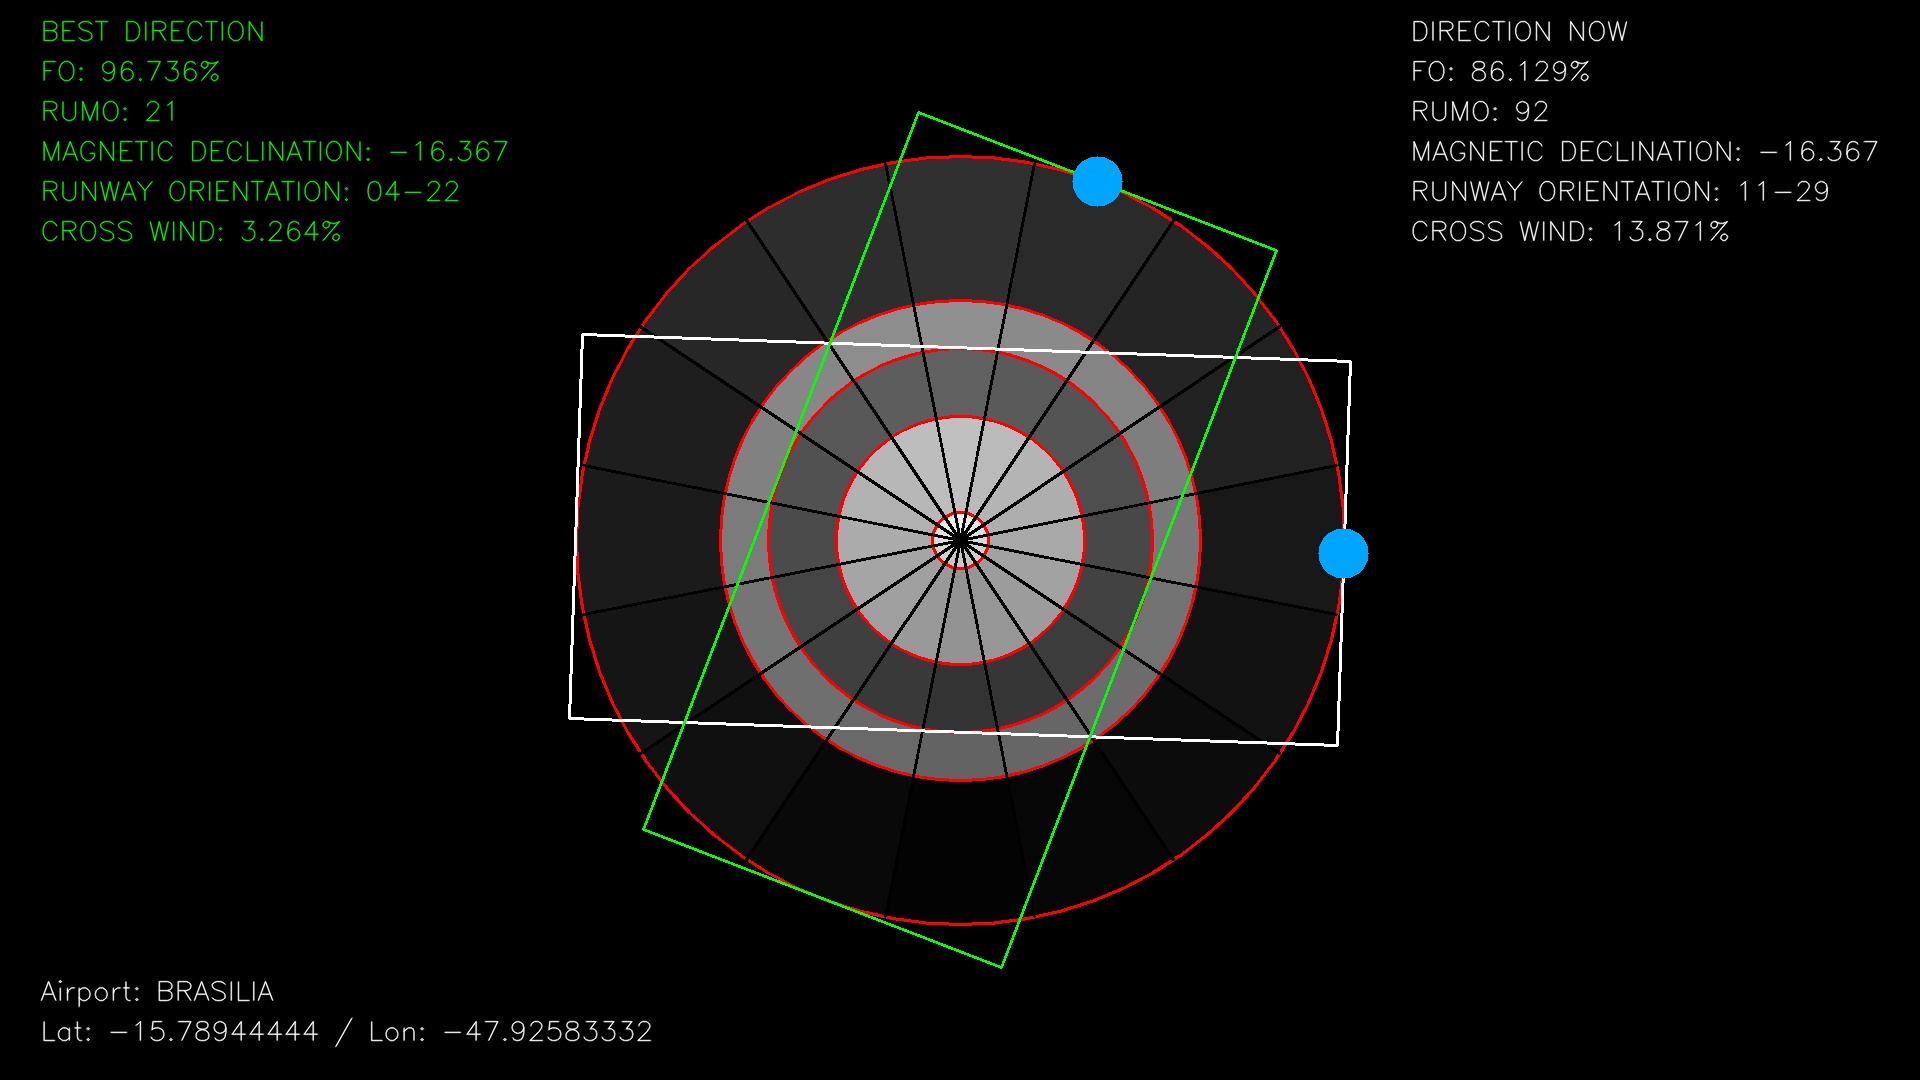 BEST DIRECTION
FO: 96.736%
RUMO: 21
MAGNETIC DECLINATION: -16.367
RUNWAY ORIENTATION: 04-22
CROSS WIND: 3.264%
DIRECTION NOW
FO: 86.129%
RUMO: 92
MAGNETIC DECLINATION: -16.367
RUNWAY ORIENTATION: 11-29
CROSS WIND: 13.871%
Airport: BRASILIA
Lat: -15.78944444 / Lon: -47.92583332